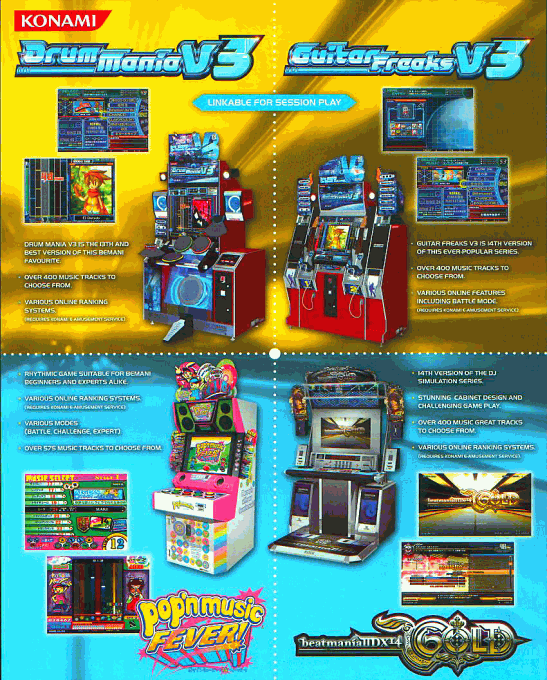 KONAMI
DrumMania V3
GuitarFreaks V3
LINKABLE FOR SESSION PLAY
DRUM MANIA V3 IS THE 13TH AND
BEST VERSION OF THIS BEMANI
FAVOURITE.
• OVER 400 MUSIC TRACKS TO
CHOOSE FROM.
• VARIOUS ONLINE RANKING
SYSTEMS.
(REQUIRES KONAMI E-AMUSEMENT SERVICE).
• GUITAR FREAKS V3 IS 14TH VERSION
OF THIS EVER-POPULAR SERIES.
• OVER 400 MUSIC TRACKS TO
CHOOSE FROM.
• VARIOUS ONLINE FEATURES
INCLUDING BATTLE MODE.
(REQUIRES KONAMI E-AMUSEMENT SERVICE).
• RHYTHMIC GAME SUITABLE FOR BEMANI
BEGINNERS AND EXPERTS ALIKE.
• VARIOUS ONLINE RANKING SYSTEMS.
(REQUIRES KONAMI E-AMUSEMENT SERVICE).
• VARIOUS MODES
(BATTLE, CHALLENGE, EXPERT)
• OVER 575 MUSIC TRACKS TO CHOOSE FROM.
MUSIC SELECT
12
pop'n music
FEVER!
• 14TH VERSION OF THE DJ
SIMULATION SERIES.
• STUNNING CABINET DESIGN AND
CHALLENGING GAME PLAY.
• OVER 400 MUSIC GREAT TRACKS
TO CHOOSE FROM.
• VARIOUS ONLINE RANKING SYSTEMS.
(REQUIRES KONAMI E-AMUSEMENT SERVICE).
beatmania IIDX 14 GOLD
beatmania IIDX 14 GOLD